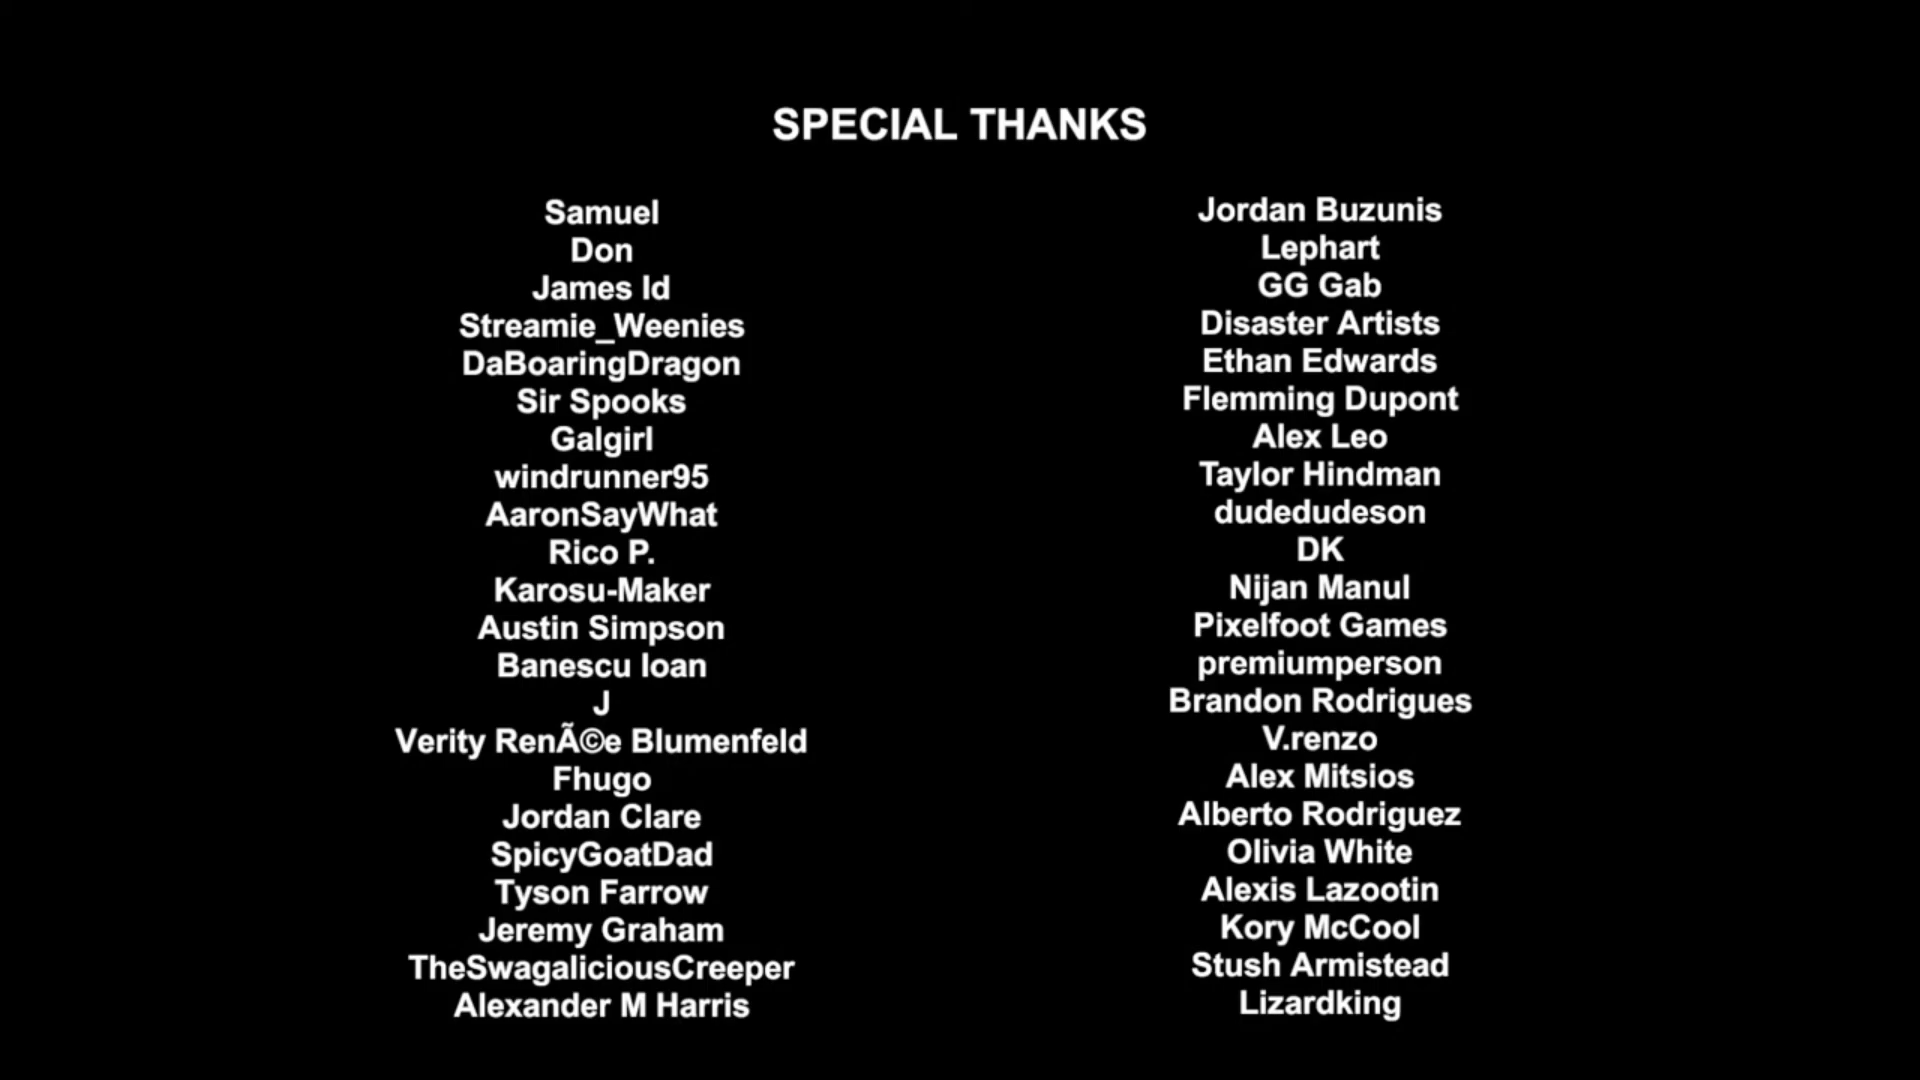 SPECIAL THANKS
Samuel
Don
James Id
Streamie_Weenies
DaBoaringDragon
Sir Spooks
Galgirl
windrunner95
AaronSayWhat
Rico P.
Karosu-Maker
Austin Simpson
Banescu Ioan
J
Verity RenÃ©e Blumenfeld
Fhugo
Jordan Clare
SpicyGoatDad
Tyson Farrow
Jeremy Graham
TheSwagaliciousCreeper
Alexander M Harris
Jordan Buzunis
Lephart
GG Gab
Disaster Artists
Ethan Edwards
Flemming Dupont
Alex Leo
Taylor Hindman
dudedudeson
DK
Nijan Manul
Pixelfoot Games
premiumperson
Brandon Rodrigues
V.renzo
Alex Mitsios
Alberto Rodriguez
Olivia White
Alexis Lazootin
Kory McCool
Stush Armistead
Lizardking